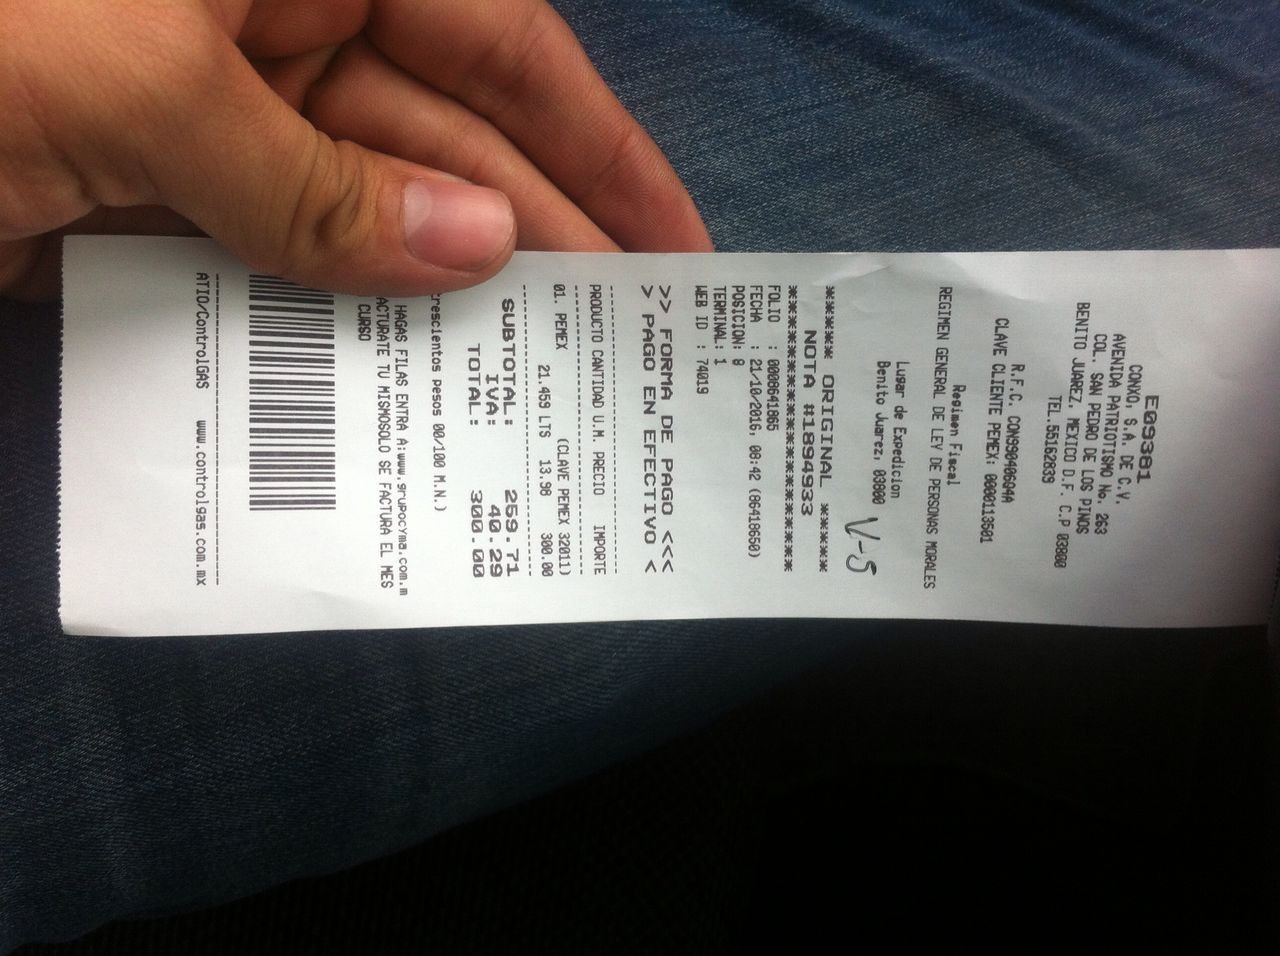 E09381
CONXO, S.A. DE C.V.
AVENIDA PATRIOTISMO No. 263
COL. SAN PEDRO DE LOS PINOS
BENITO JUAREZ, MEXICO D.F. C.P 03800
TEL.55162839
R.F.C. CON990406D4A
CLAVE CLIENTE PEMEX: 0000113501
Regimen Fiscal
REGIMEN GENERAL DE LEY DE PERSONAS MORALES
Lugar de Expedicion
Benito Juarez, 03800
V-5
**** ORIGINAL ****
NOTA #1894933
********************
FOLIO : 0008641865
FECHA : 21/10/2016, 08:42 (86418650)
POSICION: 8
TERMINAL: 1
WEB ID : 74019
>> FORMA DE PAGO <<<
> PAGO EN EFECTIVO <
PRODUCTO CANTIDAD U.M. PRECIO IMPORTE
01. PEMEX (CLAVE PEMEX 32011)
21.459 LTS 13.98 300.00
SUBTOTAL: 259.71
IVA: 40.29
TOTAL: 300.00
trescientos pesos 00/100 M.N.)
HAGAS FILAS ENTRA A:www.grupocyma.com.m
ACTURATE TU MISMOSOLO SE FACTURA EL MES
CURSO
ATIO/ControlGAS www.controlgas.com.mx